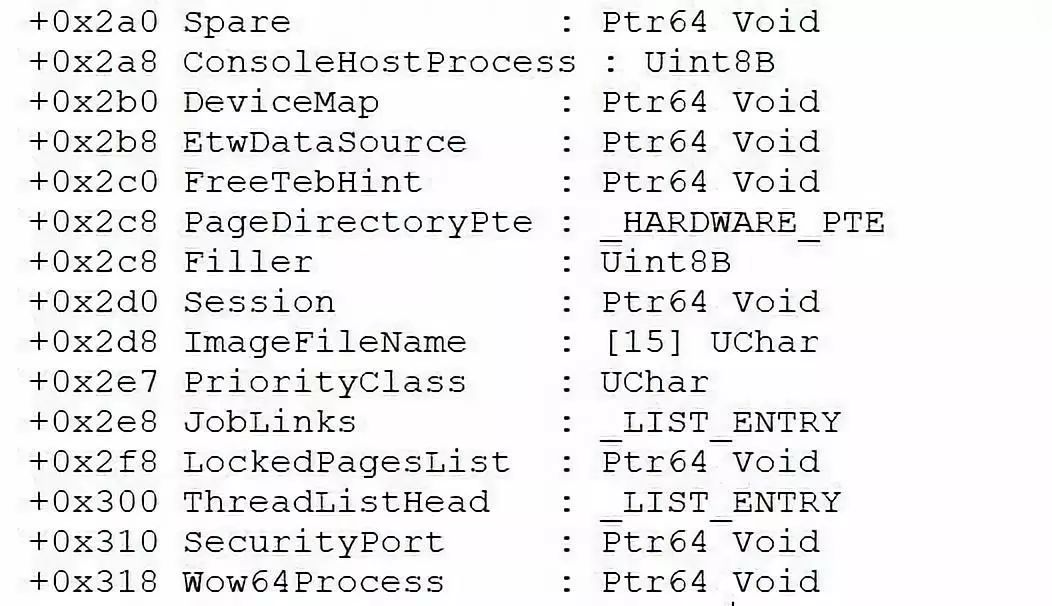 +0x2a0 Spare : Ptr64 Void
+0x2a8 ConsoleHostProcess : Uint8B
+0x2b0 DeviceMap : Ptr64 Void
+0x2b8 EtwDataSource : Ptr64 Void
+0x2c0 FreeTebHint : Ptr64 Void
+0x2c8 PageDirectoryPte : _HARDWARE_PTE
+0x2c8 Filler : Uint8B
+0x2d0 Session : Ptr64 Void
+0x2d8 ImageFileName : [15] UChar
+0x2e7 PriorityClass : UChar
+0x2e8 JobLinks : _LIST_ENTRY
+0x2f8 LockedPagesList : Ptr64 Void
+0x300 ThreadListHead : _LIST_ENTRY
+0x310 SecurityPort : Ptr64 Void
+0x318 Wow64Process : Ptr64 Void